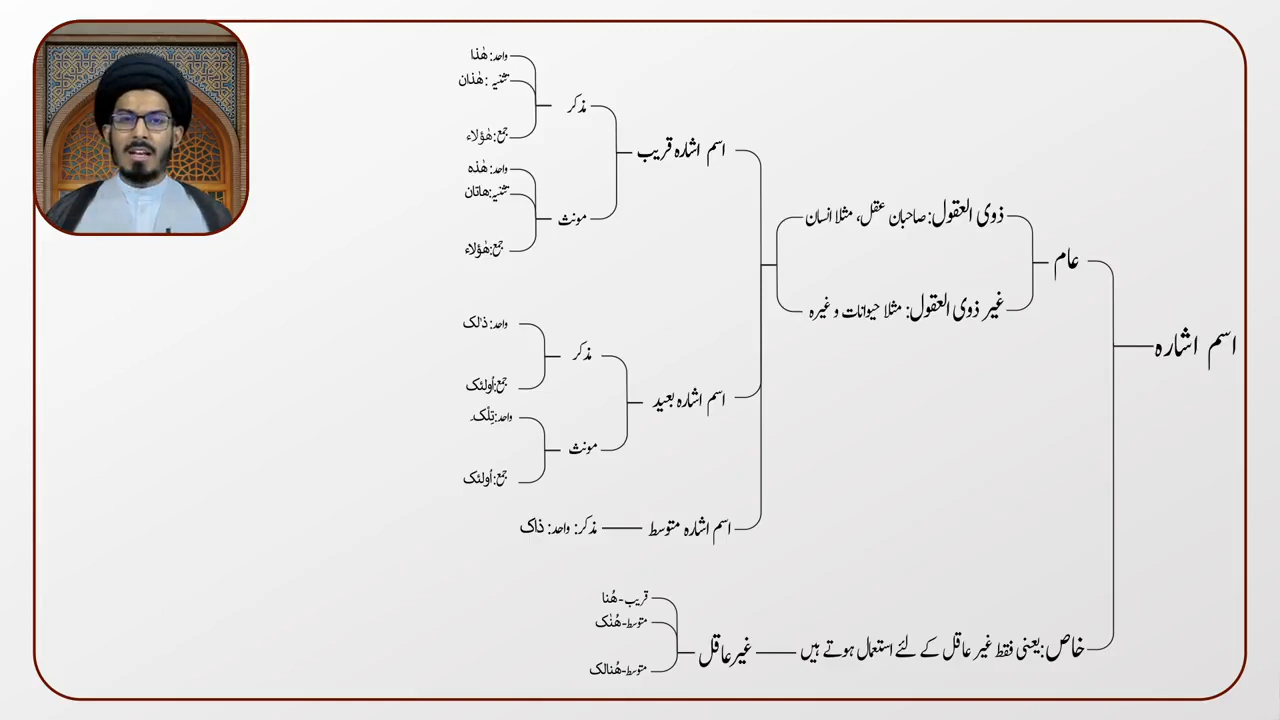 اسم اشارہ
عام
ذوی العقول: صاحبان عقل، مثلا انسان
غیر ذوی العقول: مثلا حیوانات و غیرہ
اسم اشارہ قریب
مذکر
واحد: هٰذا
تثنیہ: هٰذان
جمع: هٰؤلاء
مونث
واحد: هٰذه
تثنیہ: هاتان
جمع: هٰؤلاء
اسم اشارہ بعید
مذکر
واحد: ذٰلک
جمع: أولئک
مونث
واحد: تِلْک
جمع: أولئک
اسم اشارہ متوسط
مذکر: واحد: ذاک
خاص: یعنی فقط غیر عاقل کے لئے استعمال ہوتے ہیں
غیر عاقل
قریب - هُنا
متوسط - هُنٰک
متوسط - هُنالک